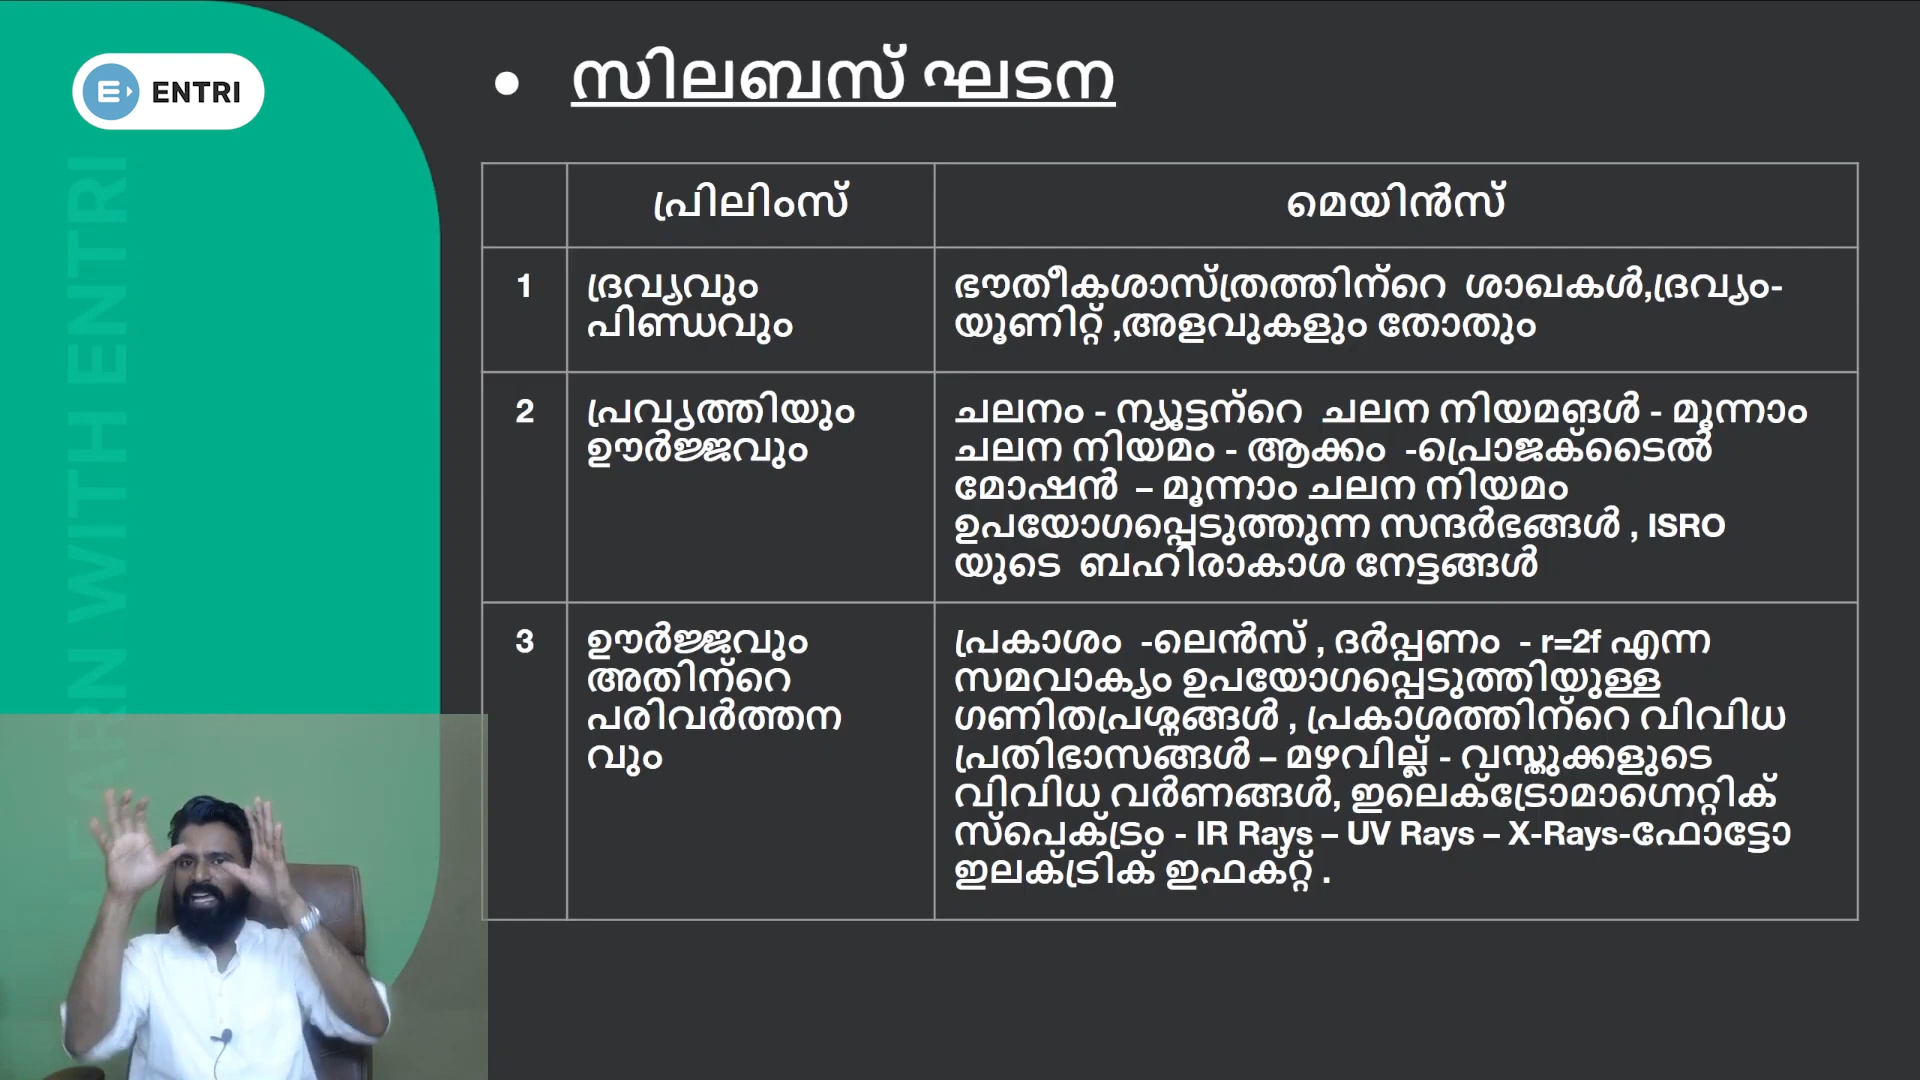 ENTRI
LEARN WITH ENTRI
• സിലബസ് ഘടന
പ്രിലിംസ്
മെയിൻസ്
1
ദ്രവ്യവും
പിണ്ഡവും
ഭൗതീകശാസ്ത്രത്തിന്റെ ശാഖകൾ,ദ്രവ്യം-
യൂണിറ്റ് ,അളവുകളും തോതും
2
പ്രവൃത്തിയും
ഊർജ്ജവും
ചലനം - ന്യൂട്ടന്റെ ചലന നിയമങൾ - മൂന്നാം
ചലന നിയമം - ആക്കം -പ്രൊജക്ടൈൽ
മോഷൻ – മൂന്നാം ചലന നിയമം
ഉപയോഗപ്പെടുത്തുന്ന സന്ദർഭങ്ങൾ , ISRO
യുടെ ബഹിരാകാശ നേട്ടങ്ങൾ
3
ഊർജ്ജവും
അതിന്റെ
പരിവർത്തന
വും
പ്രകാശം -ലെൻസ് , ദർപ്പണം - r=2f എന്ന
സമവാക്യം ഉപയോഗപ്പെടുത്തിയുള്ള
ഗണിതപ്രശ്നങ്ങൾ , പ്രകാശത്തിന്റെ വിവിധ
പ്രതിഭാസങ്ങൾ – മഴവില്ല് - വസ്തുക്കളുടെ
വിവിധ വർണങ്ങൾ, ഇലെക്ട്രോമാഗ്നെറ്റിക്
സ്പെക്ട്രം - IR Rays – UV Rays – X-Rays-ഫോട്ടോ
ഇലക്ട്രിക് ഇഫക്റ്റ് .